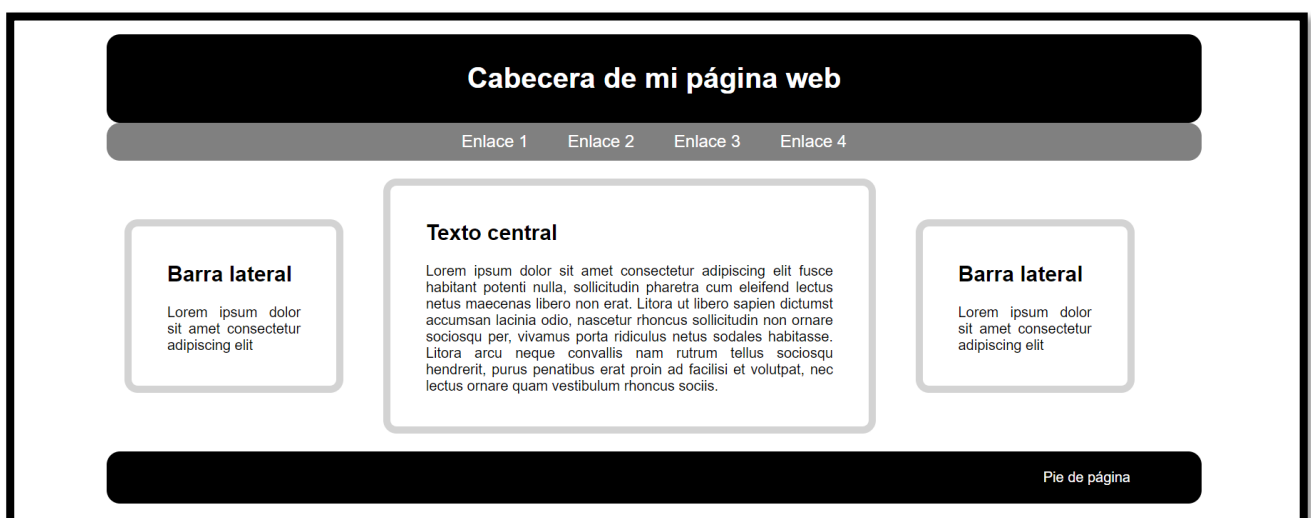 Cabecera de mi página web
Enlace 1 Enlace 2 Enlace 3 Enlace 4
Barra lateral
Lorem ipsum dolor
sit amet consectetur
adipiscing elit
Texto central
Lorem ipsum dolor sit amet consectetur adipiscing elit fusce
habitant potenti nulla, sollicitudin pharetra cum eleifend lectus
netus maecenas libero non erat. Litora ut libero sapien dictumst
accumsan lacinia odio, nascetur rhoncus sollicitudin non ornare
sociosqu per, vivamus porta ridiculus netus sodales habitasse.
Litora arcu neque convallis nam rutrum tellus sociosqu
hendrerit, purus penatibus erat proin ad facilisi et volutpat, nec
lectus ornare quam vestibulum rhoncus sociis.
Barra lateral
Lorem ipsum dolor
sit amet consectetur
adipiscing elit
Pie de página